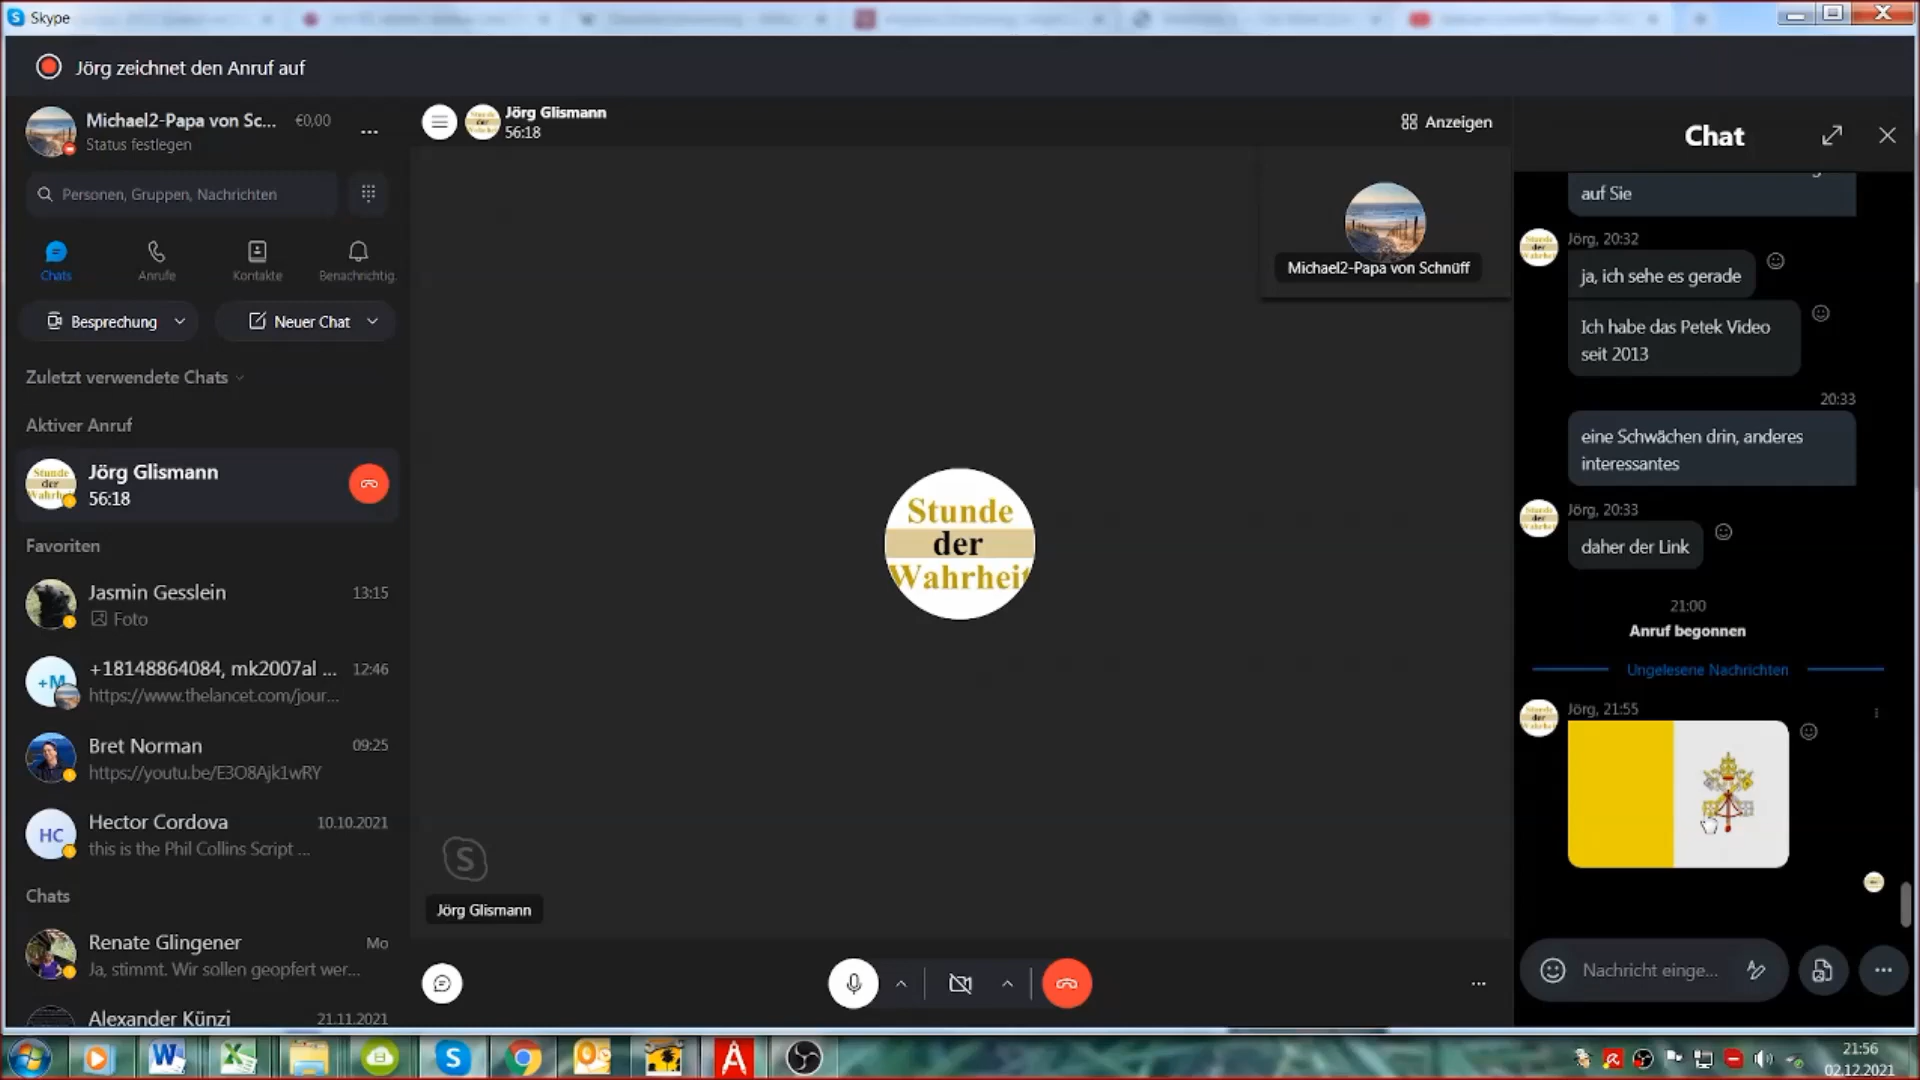 Skype
Jörg zeichnet den Anruf auf
Michael2-Papa von Sc... €0,00
Status festlegen
Personen, Gruppen, Nachrichten
Chats
Anrufe
Kontakte
Benachrichtig.
Besprechung
Neuer Chat
Zuletzt verwendete Chats
Aktiver Anruf
Stunde
der
Jörg Glismann
56:18
Favoriten
Jasmin Gesslein 13:15
Foto
+M
+18148864084, mk2007al ... 12:46
https://www.thelancet.com/jour...
Bret Norman 09:25
https://youtu.be/E3O8Ajk1wRY
HC
Hector Cordova 10.10.2021
this is the Phil Collins Script ...
Chats
Renate Glingener Mo
Ja, stimmt. Wir sollen geopfert wer...
Alexander Künzi 21.11.2021
Jörg Glismann
56:18
Anzeigen
Michael2-Papa von Schnüff
Stunde
der
Wahrheit
Jörg Glismann
Chat
auf Sie
Jörg, 20:32
ja, ich sehe es gerade
Ich habe das Petek Video
seit 2013
20:33
eine Schwächen drin, anderes
interessantes
Jörg, 20:33
daher der Link
21:00
Anruf begonnen
Ungelesene Nachrichten
Jörg, 21:55
Nachricht einge...
21:56
02.12.2021